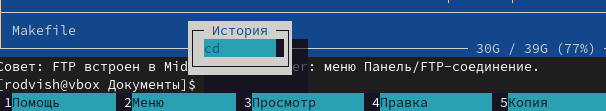 Makefile
История
cd
30G / 39G (77%)
Совет: FTP встроен в Mid er: меню Панель/FTP-соединение.
[rodvish@vbox Документы]$
1Помощь 2Меню 3Просмотр 4Правка 5Копия